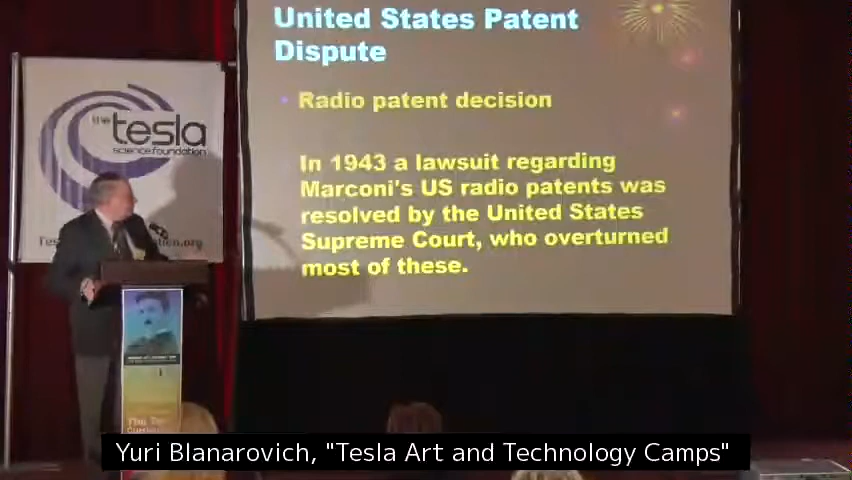 United States Patent
Dispute
• Radio patent decision
In 1943 a lawsuit regarding
Marconi's US radio patents was
resolved by the United States
Supreme Court, who overturned
most of these.
the tesla
science foundation
Yuri Blanarovich, "Tesla Art and Technology Camps"